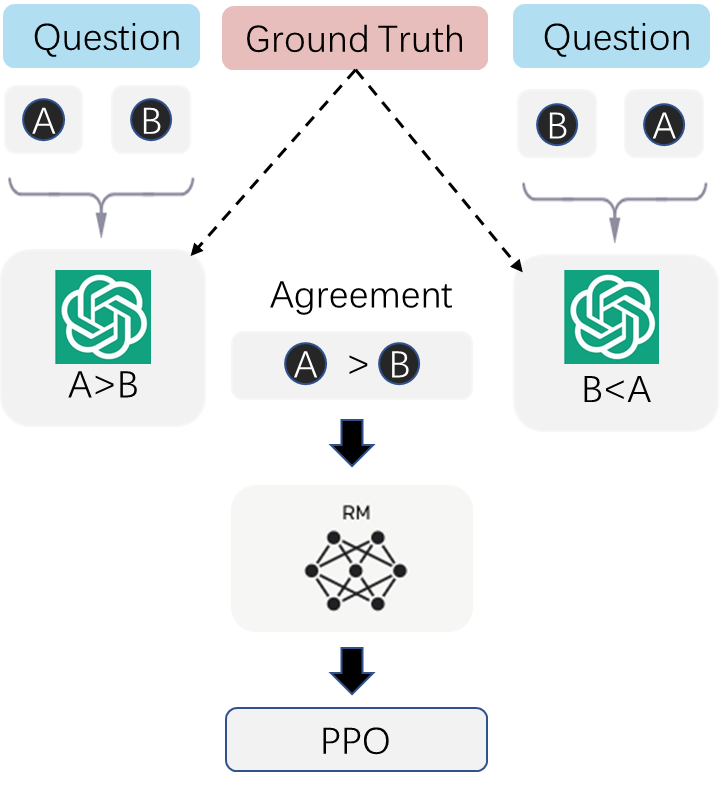 Question
Ground Truth
Question
A
B
B
A
Agreement
A > B
A>B
B<A
RM
PPO